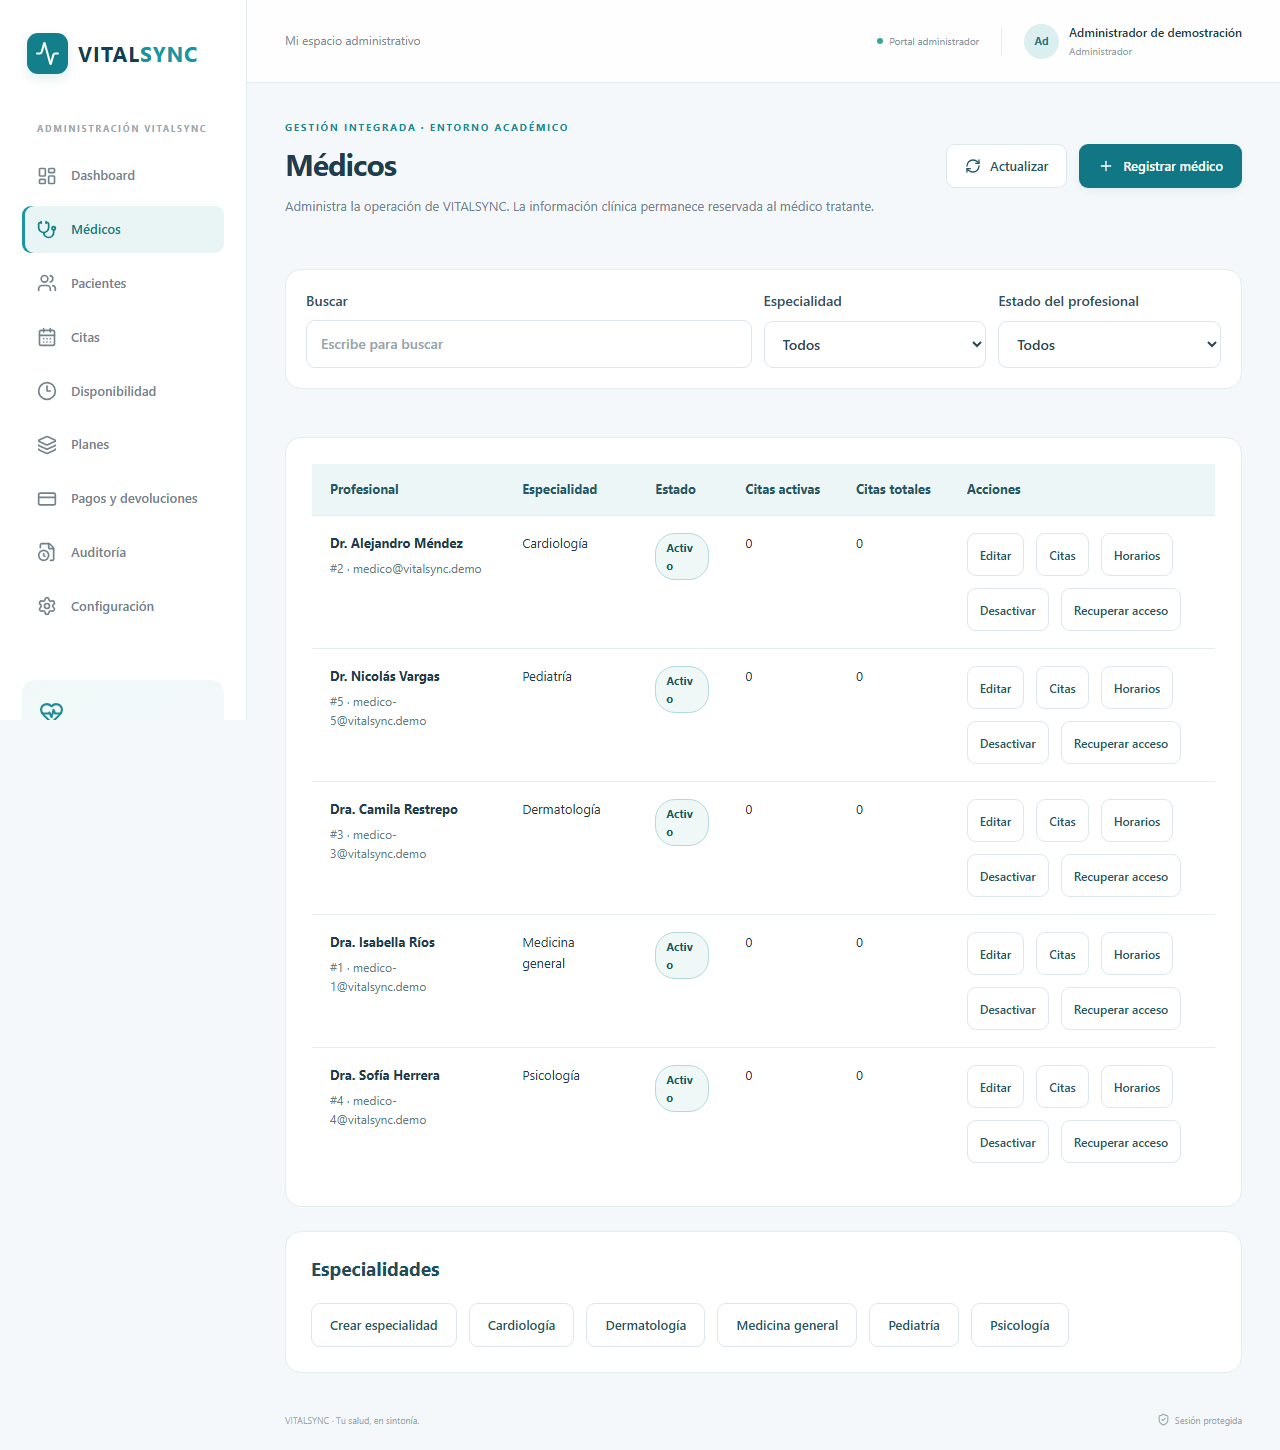 VITALSYNC
ADMINISTRACIÓN VITALSYNC
Dashboard
Médicos
Pacientes
Citas
Disponibilidad
Planes
Pagos y devoluciones
Auditoría
Configuración
Mi espacio administrativo
Portal administrador
Ad
Administrador de demostración
Administrador
GESTIÓN INTEGRADA · ENTORNO ACADÉMICO
Médicos
Administra la operación de VITALSYNC. La información clínica permanece reservada al médico tratante.
Actualizar
Registrar médico
Buscar
Escribe para buscar
Especialidad
Todos
Estado del profesional
Todos
Profesional Especialidad Estado Citas activas Citas totales Acciones
Dr. Alejandro Méndez
#2 · medico@vitalsync.demo
Cardiología
Activ
o
0
0
Editar Citas Horarios
Desactivar Recuperar acceso
Dr. Nicolás Vargas
#5 · medico-
5@vitalsync.demo
Pediatría
Activ
o
0
0
Editar Citas Horarios
Desactivar Recuperar acceso
Dra. Camila Restrepo
#3 · medico-
3@vitalsync.demo
Dermatología
Activ
o
0
0
Editar Citas Horarios
Desactivar Recuperar acceso
Dra. Isabella Ríos
#1 · medico-
1@vitalsync.demo
Medicina
general
Activ
o
0
0
Editar Citas Horarios
Desactivar Recuperar acceso
Dra. Sofía Herrera
#4 · medico-
4@vitalsync.demo
Psicología
Activ
o
0
0
Editar Citas Horarios
Desactivar Recuperar acceso
Especialidades
Crear especialidad Cardiología Dermatología Medicina general Pediatría Psicología
VITALSYNC · Tu salud, en sintonía.
Sesión protegida